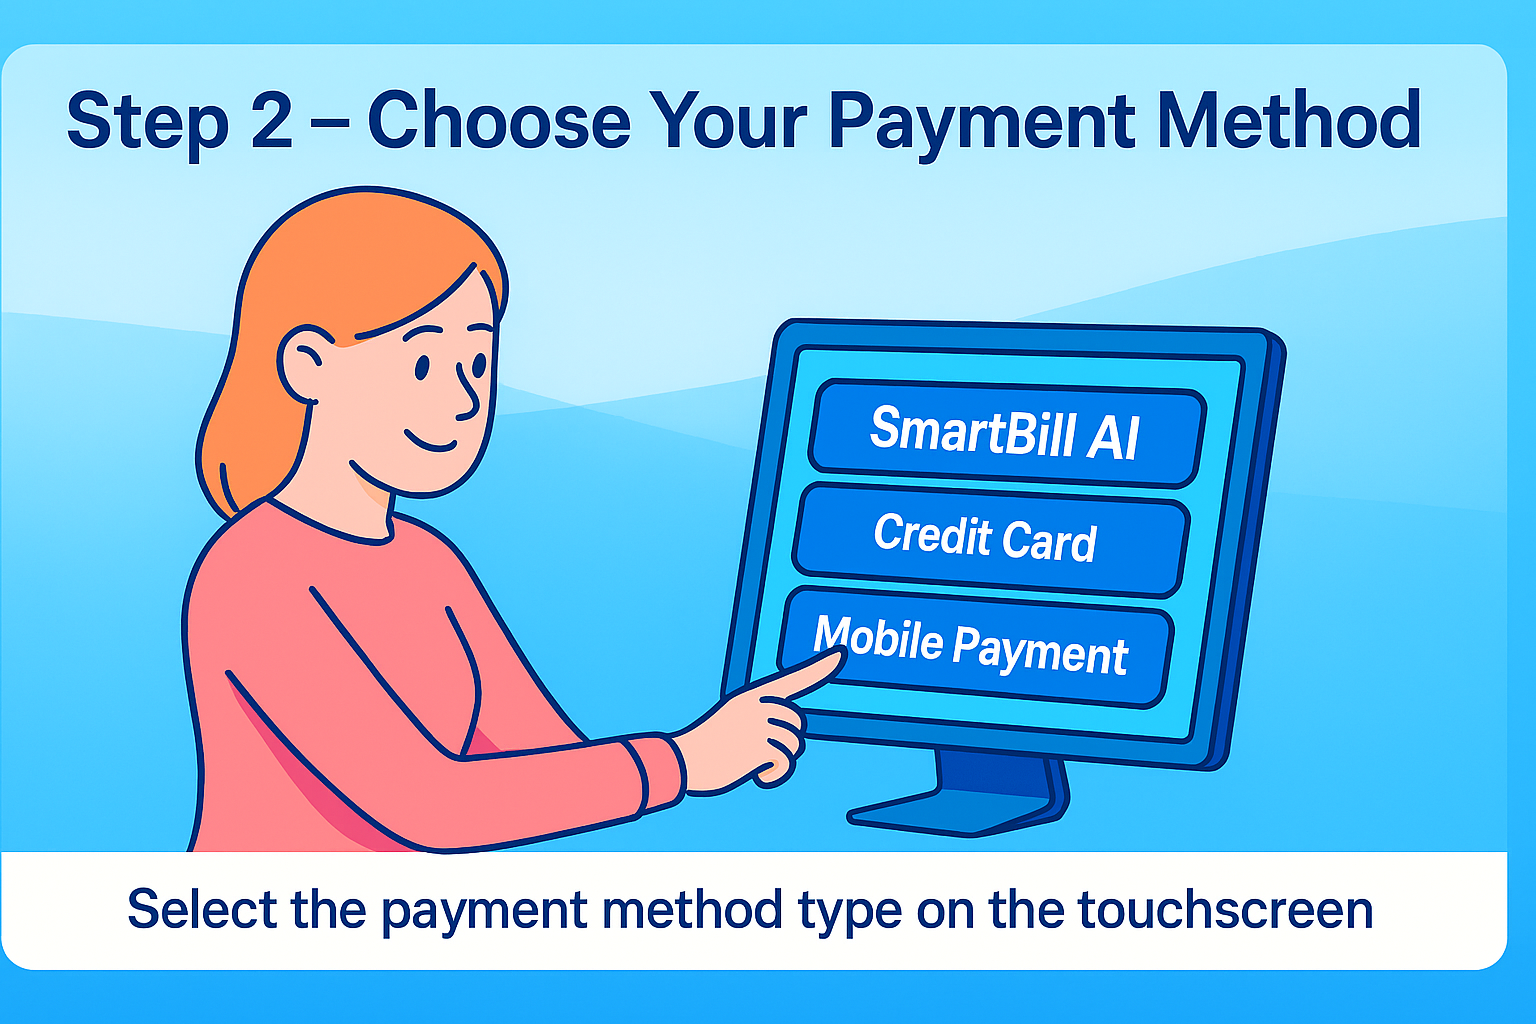 Step 2 – Choose Your Payment Method
SmartBill AI
Credit Card
Mobile Payment
Select the payment method type on the touchscreen